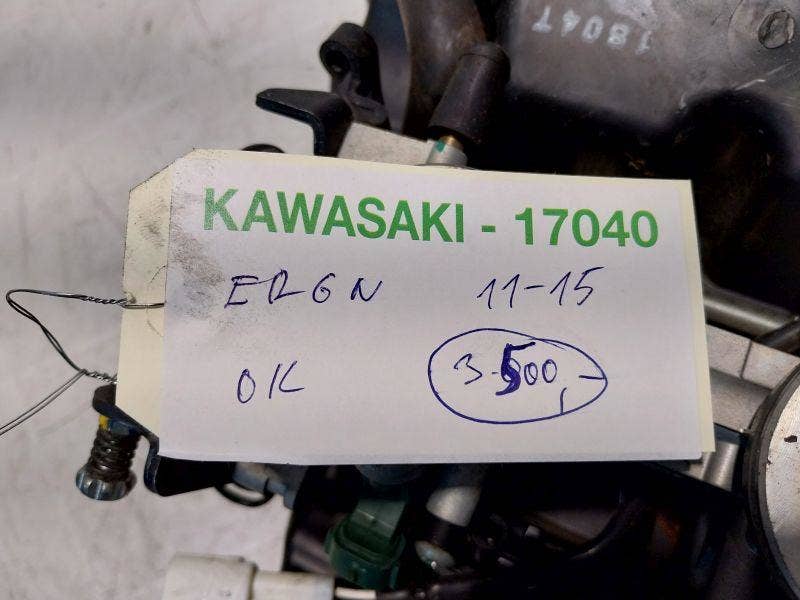 18047
KAWASAKI - 17040
ER6N 11-15
OK 3.500,-